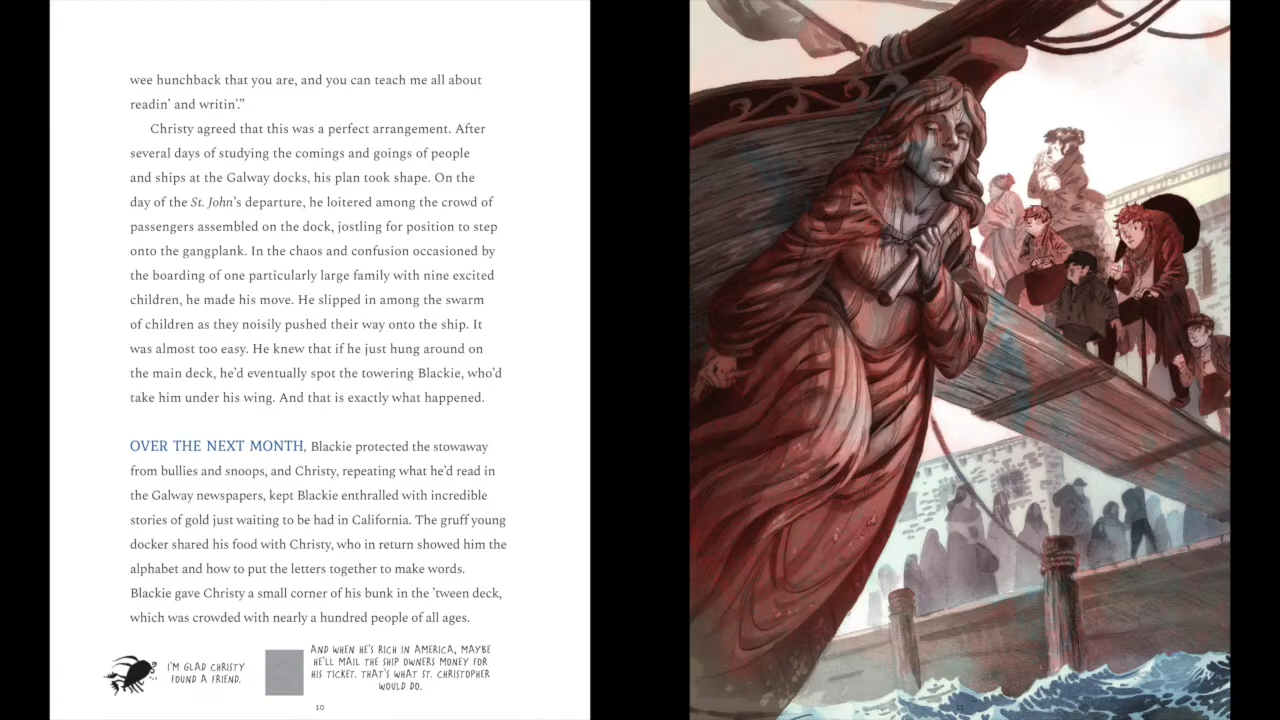 wee hunchback that you are, and you can teach me all about
readin’ and writin’.”
Christy agreed that this was a perfect arrangement. After
several days of studying the comings and goings of people
and ships at the Galway docks, his plan took shape. On the
day of the St. John’s departure, he loitered among the crowd of
passengers assembled on the dock, jostling for position to step
onto the gangplank. In the chaos and confusion occasioned by
the boarding of one particularly large family with nine excited
children, he made his move. He slipped in among the swarm
of children as they noisily pushed their way onto the ship. It
was almost too easy. He knew that if he just hung around on
the main deck, he’d eventually spot the towering Blackie, who’d
take him under his wing. And that is exactly what happened.
OVER THE NEXT MONTH, Blackie protected the stowaway
from bullies and snoops, and Christy, repeating what he’d read in
the Galway newspapers, kept Blackie enthralled with incredible
stories of gold just waiting to be had in California. The gruff young
docker shared his food with Christy, who in return showed him the
alphabet and how to put the letters together to make words.
Blackie gave Christy a small corner of his bunk in the ’tween deck,
which was crowded with nearly a hundred people of all ages.
I’M GLAD CHRISTY
FOUND A FRIEND.
AND WHEN HE’S RICH IN AMERICA, MAYBE
HE’LL MAIL THE SHIP OWNERS MONEY FOR
HIS TICKET. THAT’S WHAT ST. CHRISTOPHER
WOULD DO.
10
11